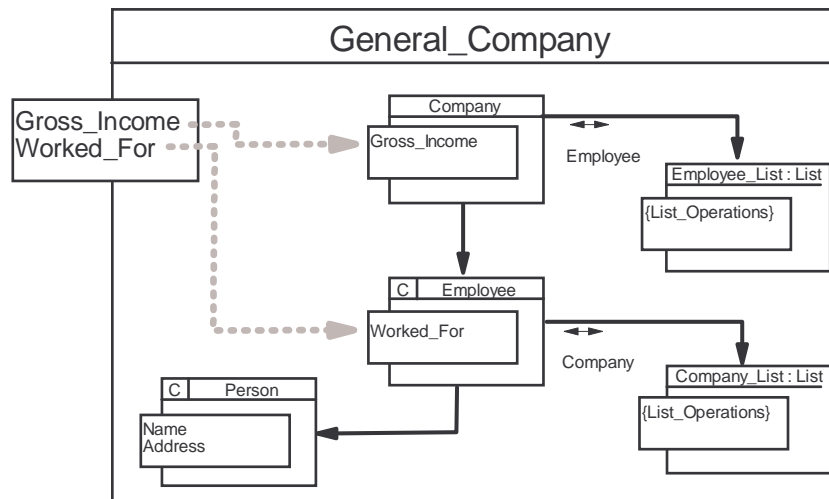 General_Company
Gross_Income
Worked_For
Company
Gross_Income
Employee
Employee_List : List
{List_Operations}
C Employee
Worked_For
Company
Company_List : List
{List_Operations}
C Person
Name
Address